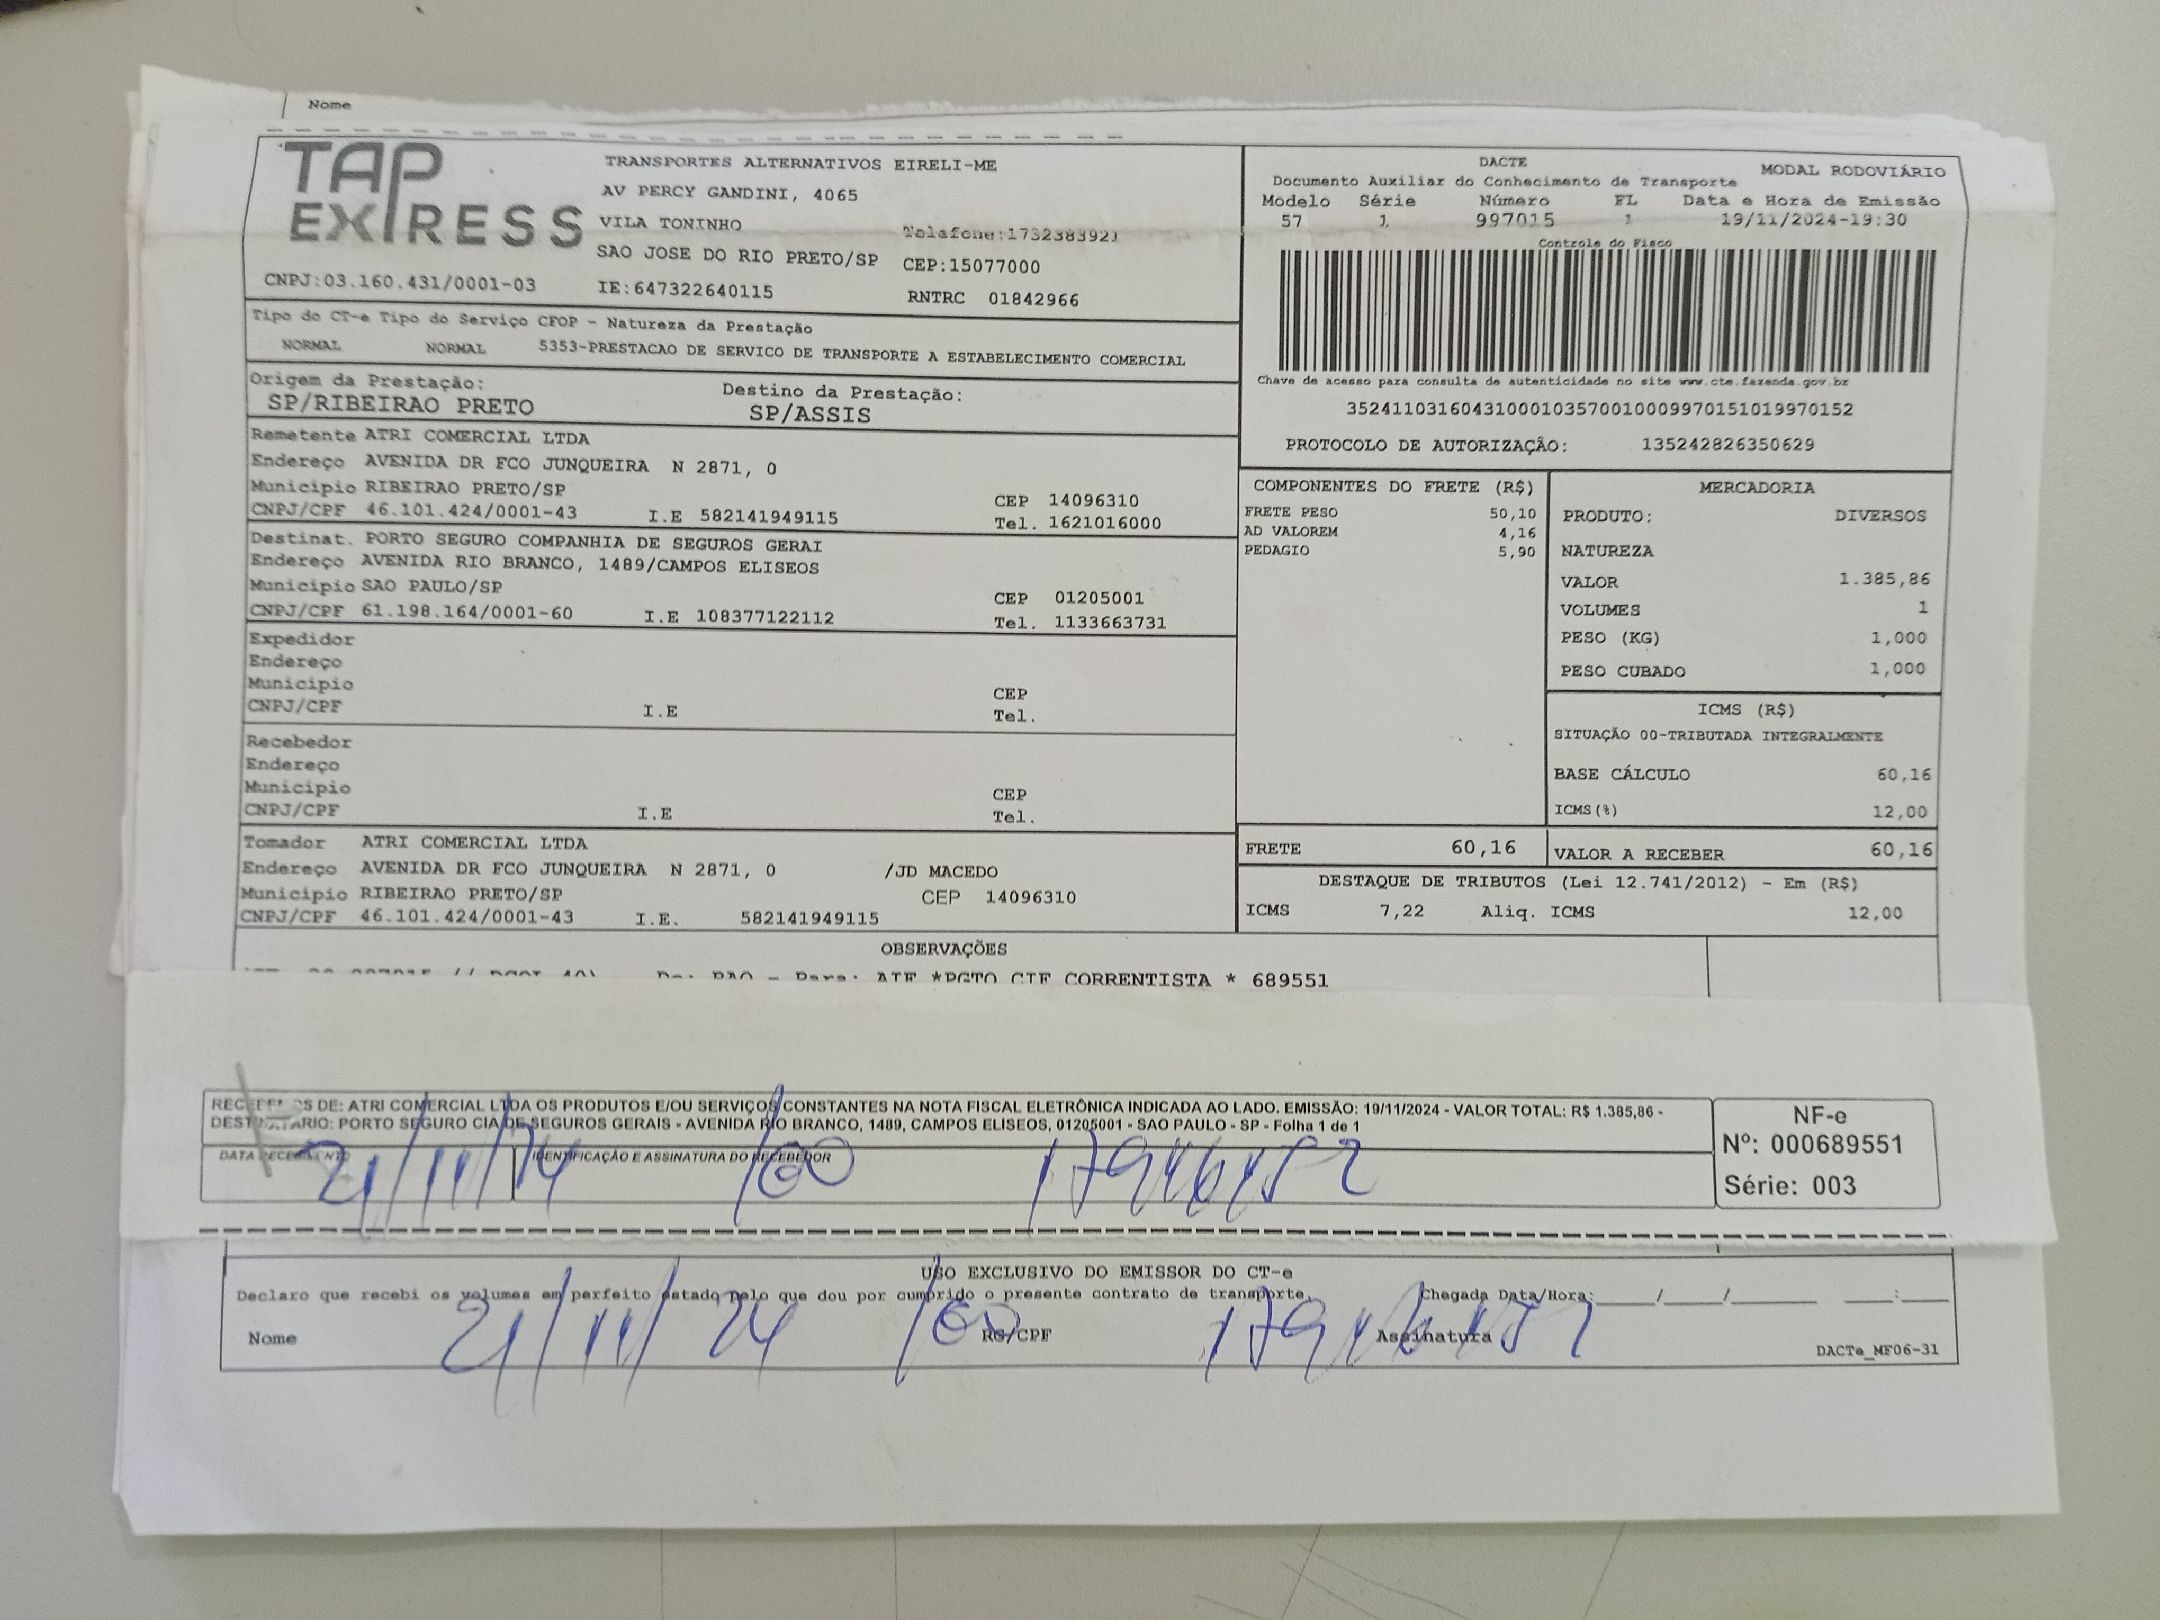 Nome
TAP EXPRESS
TRANSPORTES ALTERNATIVOS EIRELI-ME
AV PERCY GANDINI, 4065
VILA TONINHO
Telefone:1732383921
SAO JOSE DO RIO PRETO/SP CEP:15077000
CNPJ:03.160.431/0001-03 IE:647322640115 RNTRC 01842966
DACTE MODAL RODOVIÁRIO
Documento Auxiliar do Conhecimento de Transporte
Modelo Série Número FL Data e Hora de Emissão
57 1 997015 1 19/11/2024-19:30
Controle do Fisco
Chave de acesso para consulta de autenticidade no site www.cte.fazenda.gov.br
35241103160431000103570010009970151019970152
PROTOCOLO DE AUTORIZAÇÃO: 135242826350629
Tipo do CT-e Tipo do Serviço CFOP - Natureza da Prestação
NORMAL NORMAL 5353-PRESTACAO DE SERVICO DE TRANSPORTE A ESTABELECIMENTO COMERCIAL
Origem da Prestação: Destino da Prestação:
SP/RIBEIRAO PRETO SP/ASSIS
Remetente ATRI COMERCIAL LTDA
Endereço AVENIDA DR FCO JUNQUEIRA N 2871, 0
Municipio RIBEIRAO PRETO/SP CEP 14096310
CNPJ/CPF 46.101.424/0001-43 I.E 582141949115 Tel. 1621016000
Destinat. PORTO SEGURO COMPANHIA DE SEGUROS GERAI
Endereço AVENIDA RIO BRANCO, 1489/CAMPOS ELISEOS
Municipio SAO PAULO/SP CEP 01205001
CNPJ/CPF 61.198.164/0001-60 I.E 108377122112 Tel. 1133663731
Expedidor
Endereço
Municipio CEP
CNPJ/CPF I.E Tel.
Recebedor
Endereço
Municipio CEP
CNPJ/CPF I.E Tel.
Tomador ATRI COMERCIAL LTDA
Endereço AVENIDA DR FCO JUNQUEIRA N 2871, 0 /JD MACEDO
Municipio RIBEIRAO PRETO/SP CEP 14096310
CNPJ/CPF 46.101.424/0001-43 I.E. 582141949115
COMPONENTES DO FRETE (R$)
FRETE PESO 50,10
AD VALOREM 4,16
PEDAGIO 5,90
MERCADORIA
PRODUTO: DIVERSOS
NATUREZA
VALOR 1.385,86
VOLUMES 1
PESO (KG) 1,000
PESO CUBADO 1,000
ICMS (R$)
SITUAÇÃO 00-TRIBUTADA INTEGRALMENTE
BASE CÁLCULO 60,16
ICMS(%) 12,00
FRETE 60,16 VALOR A RECEBER 60,16
DESTAQUE DE TRIBUTOS (Lei 12.741/2012) - Em (R$)
ICMS 7,22 Aliq. ICMS 12,00
OBSERVAÇÕES
De: RAO - Para: *PGTO CIF CORRENTISTA * 689551
RECEBEMOS DE: ATRI COMERCIAL LTDA OS PRODUTOS E/OU SERVIÇOS CONSTANTES NA NOTA FISCAL ELETRÔNICA INDICADA AO LADO. EMISSÃO: 19/11/2024 - VALOR TOTAL: R$ 1.385,86 -
DESTINATARIO: PORTO SEGURO CIA DE SEGUROS GERAIS - AVENIDA RIO BRANCO, 1489, CAMPOS ELISEOS, 01205001 - SAO PAULO - SP - Folha 1 de 1
DATA RECEBIMENTO IDENTIFICAÇÃO E ASSINATURA DO RECEBEDOR
21/11/24
NF-e
Nº: 000689551
Série: 003
USO EXCLUSIVO DO EMISSOR DO CT-e
Declaro que recebi os volumes em perfeito estado pelo que dou por cumprido o presente contrato de transporte. Chegada Data/Hora:____/____/______ ____:____
21/11/24
Nome RG/CPF Assinatura
DACTe_MF06-31